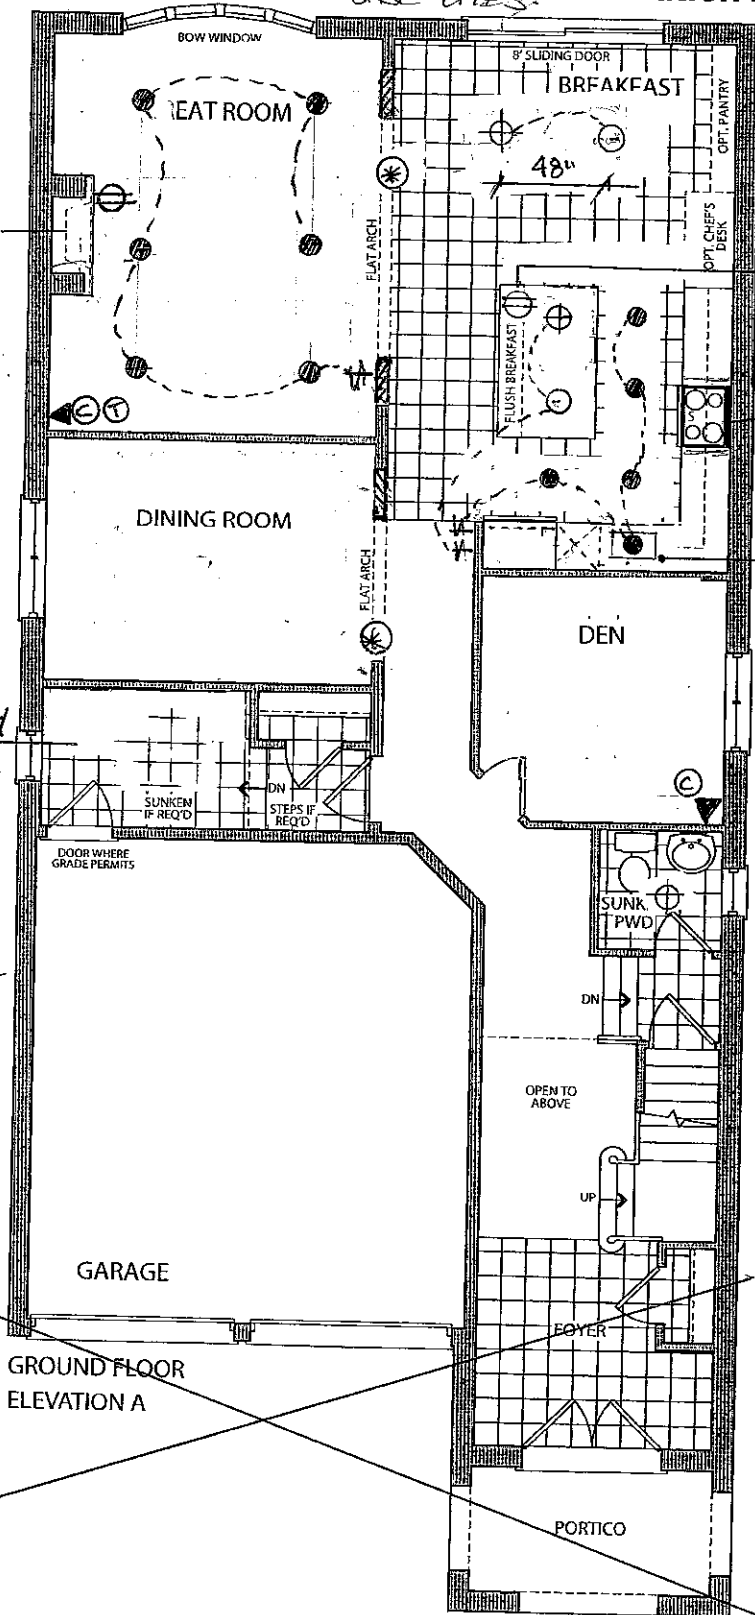 BOW WINDOW
8' SLIDING DOOR
BREAKFAST
EAT ROOM
OPT. PANTRY
48"
OPT. CHEF'S
DESK
FLAT ARCH
FLUSH BREAKFAST
S
C T
DINING ROOM
FLAT ARCH
DEN
C
DN
SUNKEN
IF REQ'D
STEPS IF
REQ'D
DOOR WHERE
GRADE PERMITS
SUNK.
PWD
DN
OPEN TO
ABOVE
UP
GARAGE
FOYER
GROUND FLOOR
ELEVATION A
PORTICO